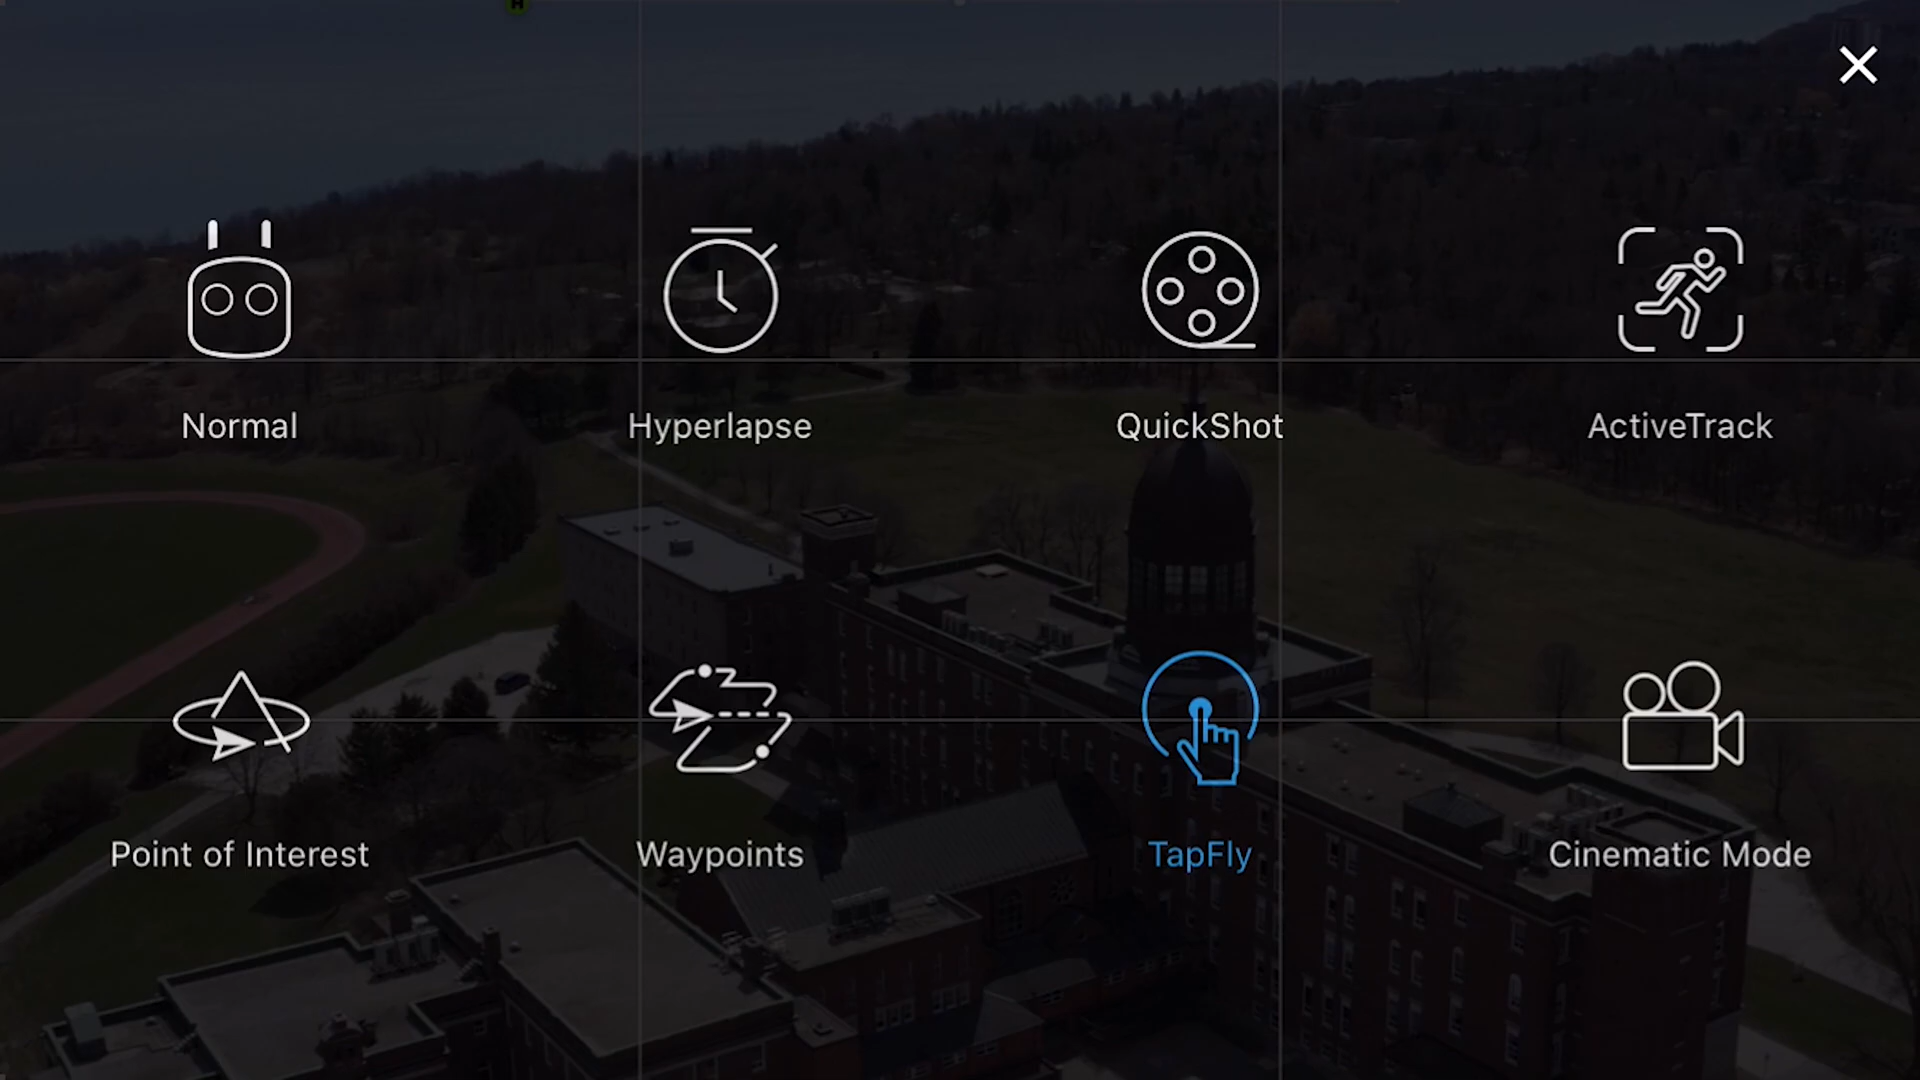 H
Normal
Hyperlapse
QuickShot
ActiveTrack
Point of Interest
Waypoints
TapFly
Cinematic Mode